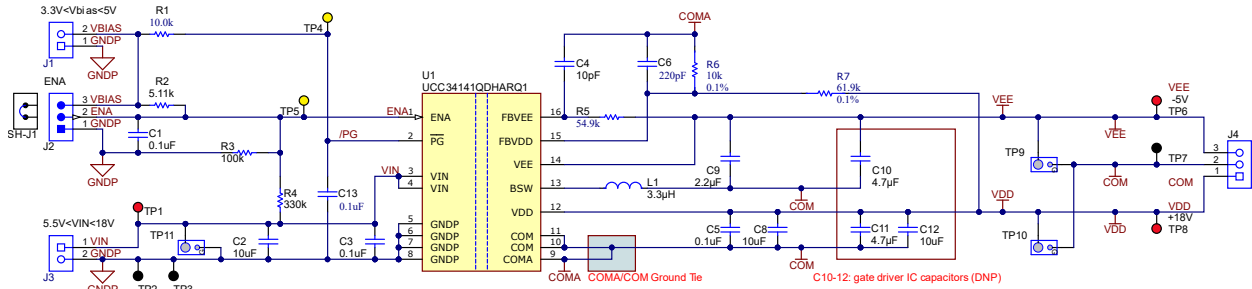 3.3V<Vbias<5V
R1
10.0k
2 VBIAS
1 GNDP
J1
GNDP
TP4
ENA
R2
5.11k
3 VBIAS
2 ENA
1 GNDP
SH-J1
J2
C1
0.1uF
GNDP
R3
100k
TP5
/PG
R4
330k
C13
0.1uF
VIN
TP1
5.5V<VIN<18V
1 VIN
2 GNDP
J3
GNDP
TP11
TP2
TP3
C2
10uF
C3
0.1uF
U1
UCC34141QDHARQ1
ENA
1
ENA
2
PG
3
VIN
4
VIN
5
GNDP
6
GNDP
7
GNDP
8
GNDP
FBVEE
16
FBVDD
15
VEE
14
BSW
13
VDD
12
COM
11
COM
10
COMA
9
COMA
C4
10pF
C6
220pF
R6
10k
0.1%
R5
54.9k
R7
61.9k
0.1%
L1
3.3µH
C9
2.2µF
COM
C10
4.7µF
C5
0.1uF
C8
10uF
COM
C11
4.7µF
C12
10uF
COMA
COMA/COM Ground Tie
C10-12: gate driver IC capacitors (DNP)
VEE
VDD
TP9
TP10
VEE
COM
VDD
VEE
-5V
TP6
TP7
COM
VDD
+18V
TP8
J4
3
2
1